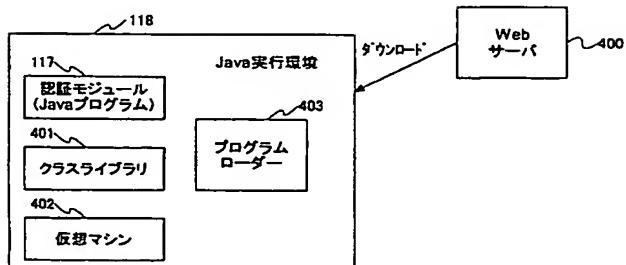 118
Java実行環境
117
認証モジュール
(Javaプログラム)
401
クラスライブラリ
402
仮想マシン
403
プログラム
ローダー
ダウンロード
Web
サーバ
400